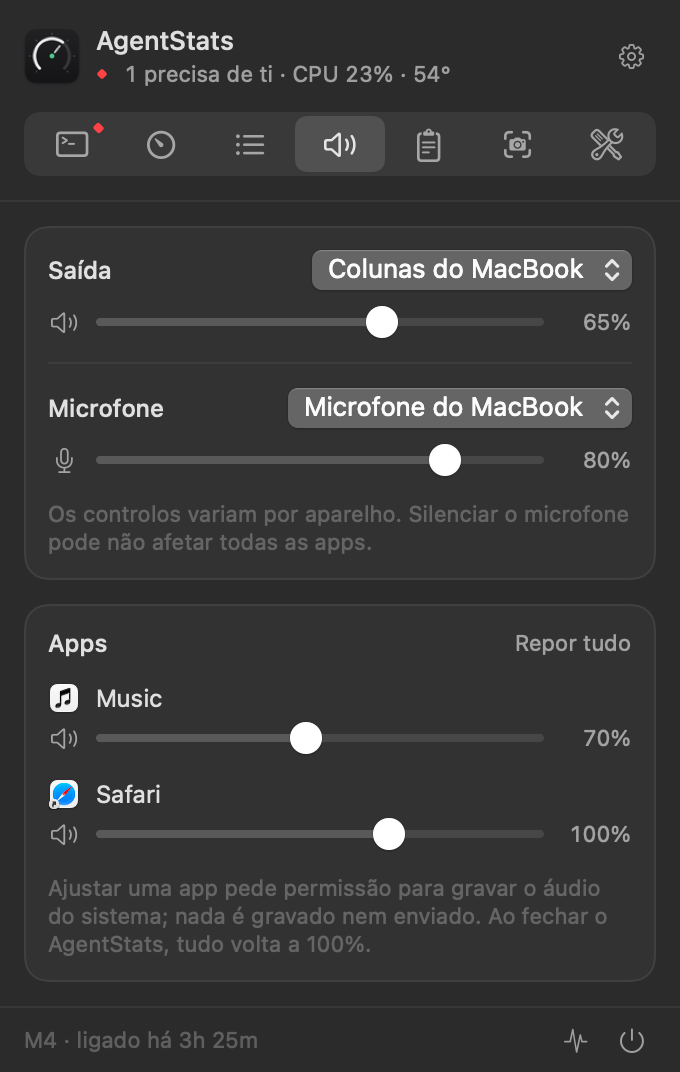 AgentStats
1 precisa de ti · CPU 23% · 54°
Saída
Colunas do MacBook
65%
Microfone
Microfone do MacBook
80%
Os controlos variam por aparelho. Silenciar o microfone
pode não afetar todas as apps.
Apps
Repor tudo
Music
70%
Safari
100%
Ajustar uma app pede permissão para gravar o áudio
do sistema; nada é gravado nem enviado. Ao fechar o
AgentStats, tudo volta a 100%.
M4 · ligado há 3h 25m